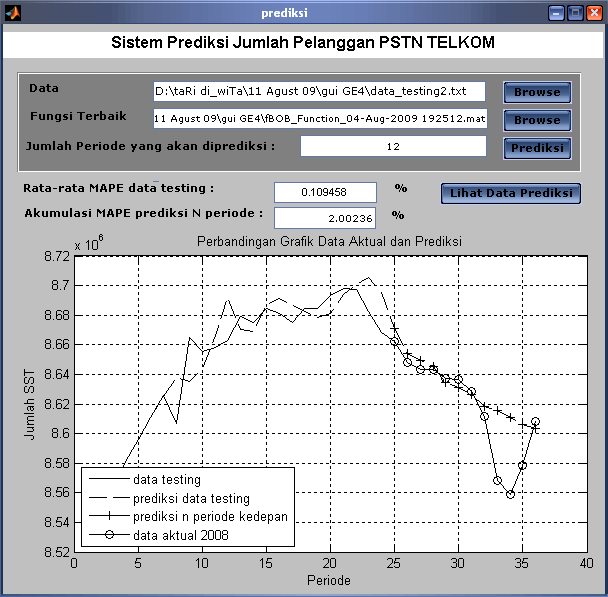 prediksi
Sistem Prediksi Jumlah Pelanggan PSTN TELKOM
Data D:\taRi di_wiTa\11 Agust 09\gui GE4\data_testing2.txt Browse
Fungsi Terbaik 11 Agust 09\gui GE4\fBOB_Function_04-Aug-2009 192512.mat Browse
Jumlah Periode yang akan diprediksi : 12 Prediksi
Rata-rata MAPE data testing : 0.109458 % Lihat Data Prediksi
Akumulasi MAPE prediksi N periode : 2.00236 %
x 10^6 Perbandingan Grafik Data Aktual dan Prediksi
8.72
8.7
8.68
8.66
8.64
8.62
8.6
8.58
8.56
8.54
8.52
Jumlah SST
data testing
prediksi data testing
prediksi n periode kedepan
data aktual 2008
0 5 10 15 20 25 30 35 40
Periode